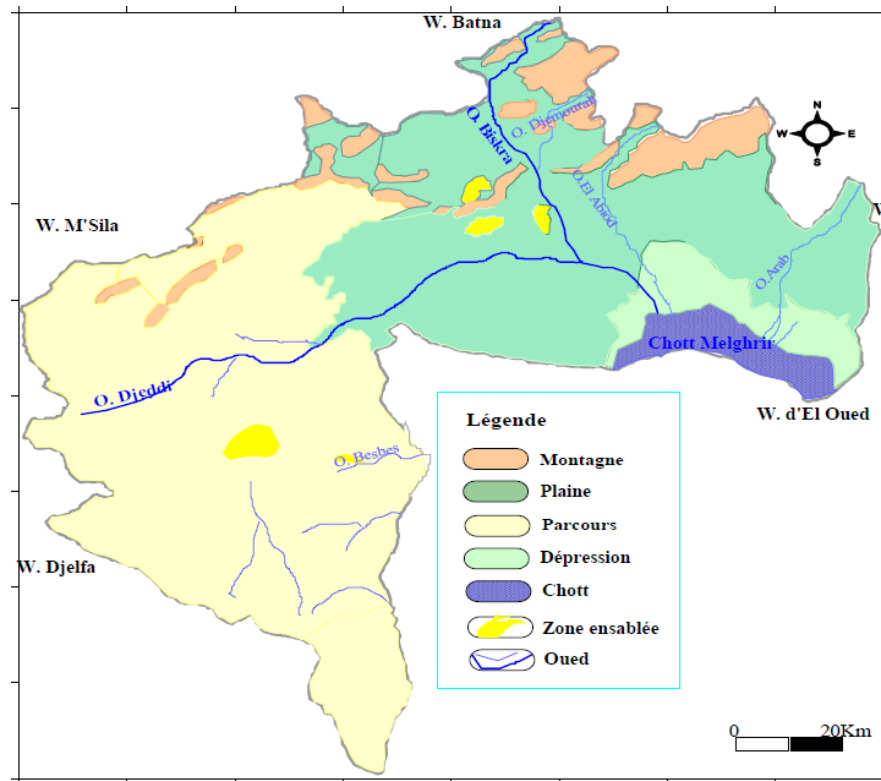 W. Batna
N
W E
S
O. Biskra
O. Djemourah
O.El Abiod
W. M'Sila
W
O.Arab
Chott Melghrir
O. Djeddi
W. d'El Oued
O. Besbes
W. Djelfa
Légende
Montagne
Plaine
Parcours
Dépression
Chott
Zone ensablée
Oued
0 20Km